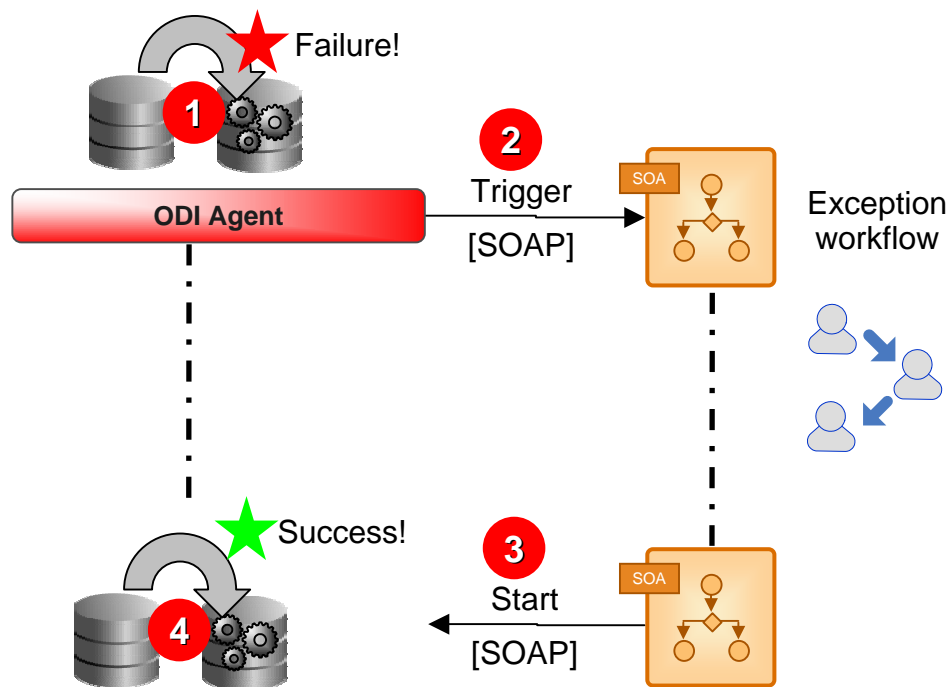 Failure!
1
2
SOA
Trigger
ODI Agent
[SOAP]
Exception
workflow
Success!
3
SOA
Start
4
[SOAP]